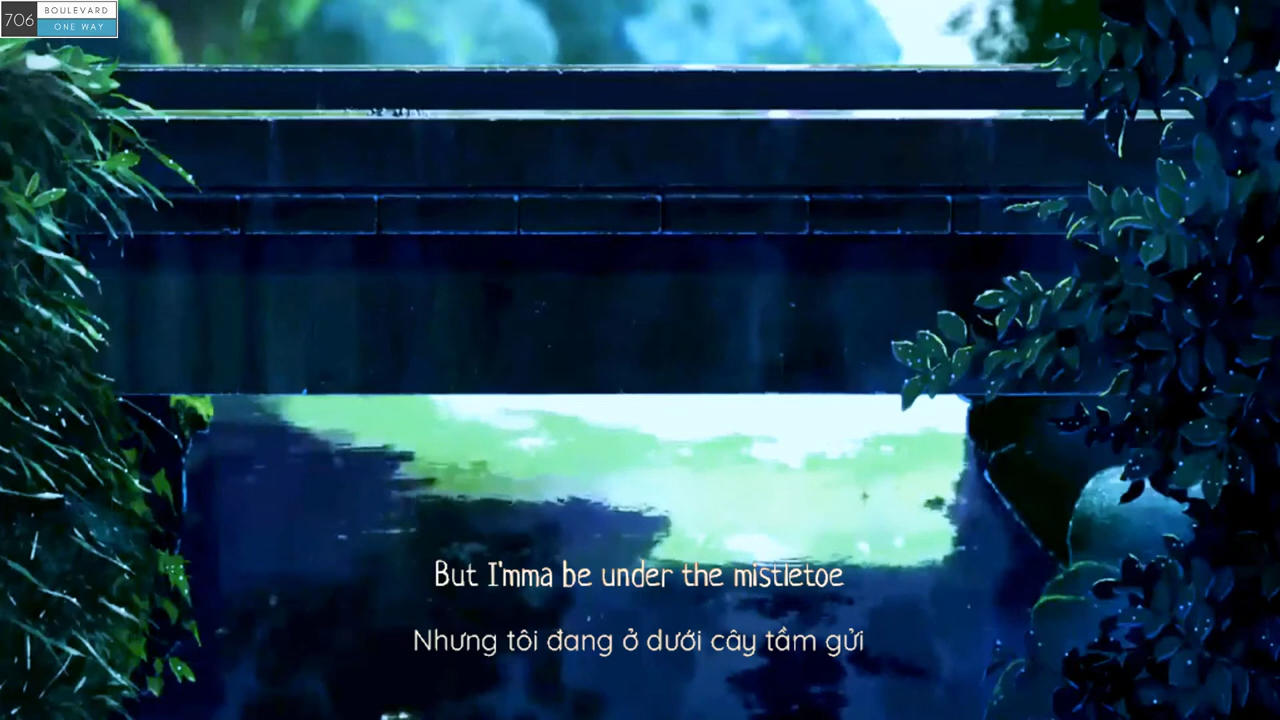 706
BOULEVARD
ONE WAY
But I'mma be under the mistletoe
Nhưng tôi đang ở dưới cây tầm gửi